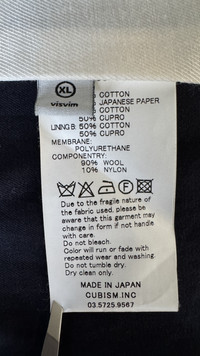 XL
visvim
COTTON
JAPANESE PAPER
COTTON
50% CUPRO
LINING B: 50% COTTON
50% CUPRO
MEMBRANE:
POLYURETHANE
COMPONENTRY:
90% WOOL
10% NYLON
F
Due to the fragile nature of
the fabric used, please be
aware that this garment may
change in form if not handled
with care.
Do not bleach.
Color will run or fade with
repeated wear and washing.
Do not tumble dry.
Dry clean only.
MADE IN JAPAN
CUBISM.INC
03.5725.9567